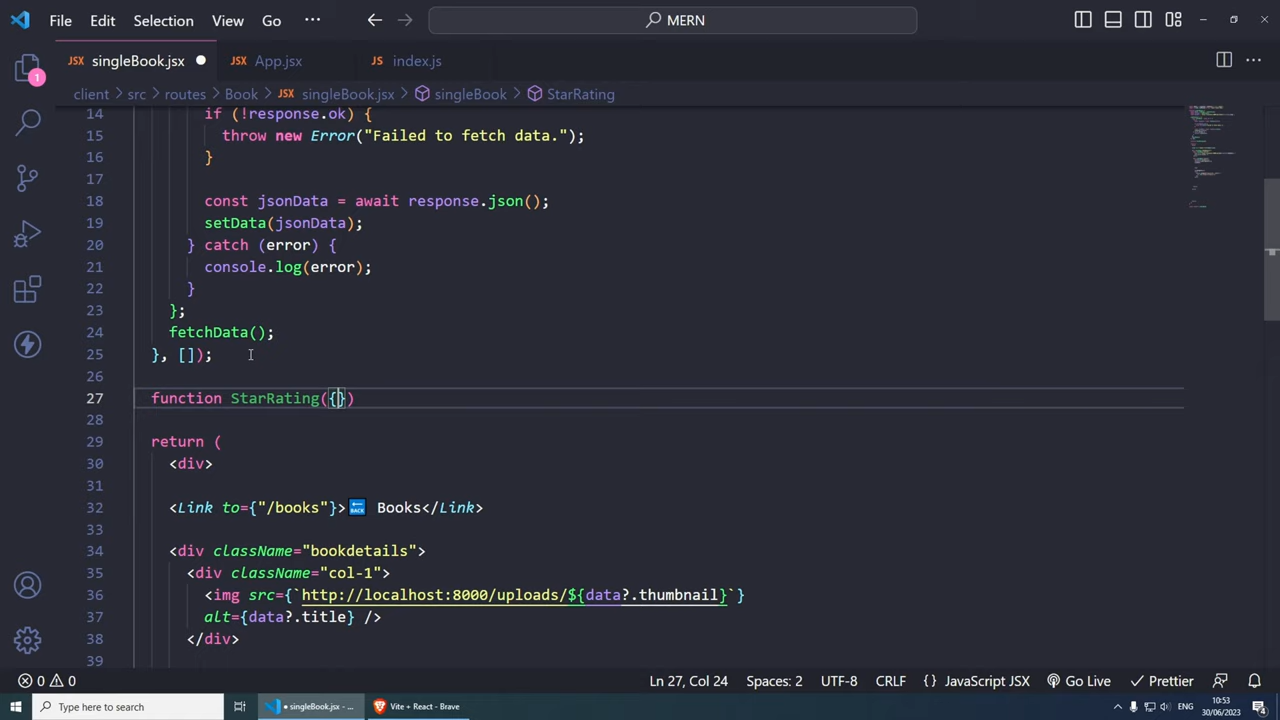 File Edit Selection View Go ··· MERN
JSX singleBook.jsx JSX App.jsx JS index.js
client > src > routes > Book > JSX singleBook.jsx > singleBook > StarRating
14 if (!response.ok) {
15 throw new Error("Failed to fetch data.");
16 }
17
18 const jsonData = await response.json();
19 setData(jsonData);
20 } catch (error) {
21 console.log(error);
22 }
23 };
24 fetchData();
25 }, []);
26
27 function StarRating({})
28
29 return (
30 <div>
31
32 <Link to={"/books"}>🔙 Books</Link>
33
34 <div className="bookdetails">
35 <div className="col-1">
36 <img src={`http://localhost:8000/uploads/${data?.thumbnail}`}
37 alt={data?.title} />
38 </div>
39
1
0 0 Ln 27, Col 24 Spaces: 2 UTF-8 CRLF {} JavaScript JSX Go Live Prettier
Type here to search singleBook.jsx - ... Vite + React - Brave ENG 10:53
30/06/2023 4